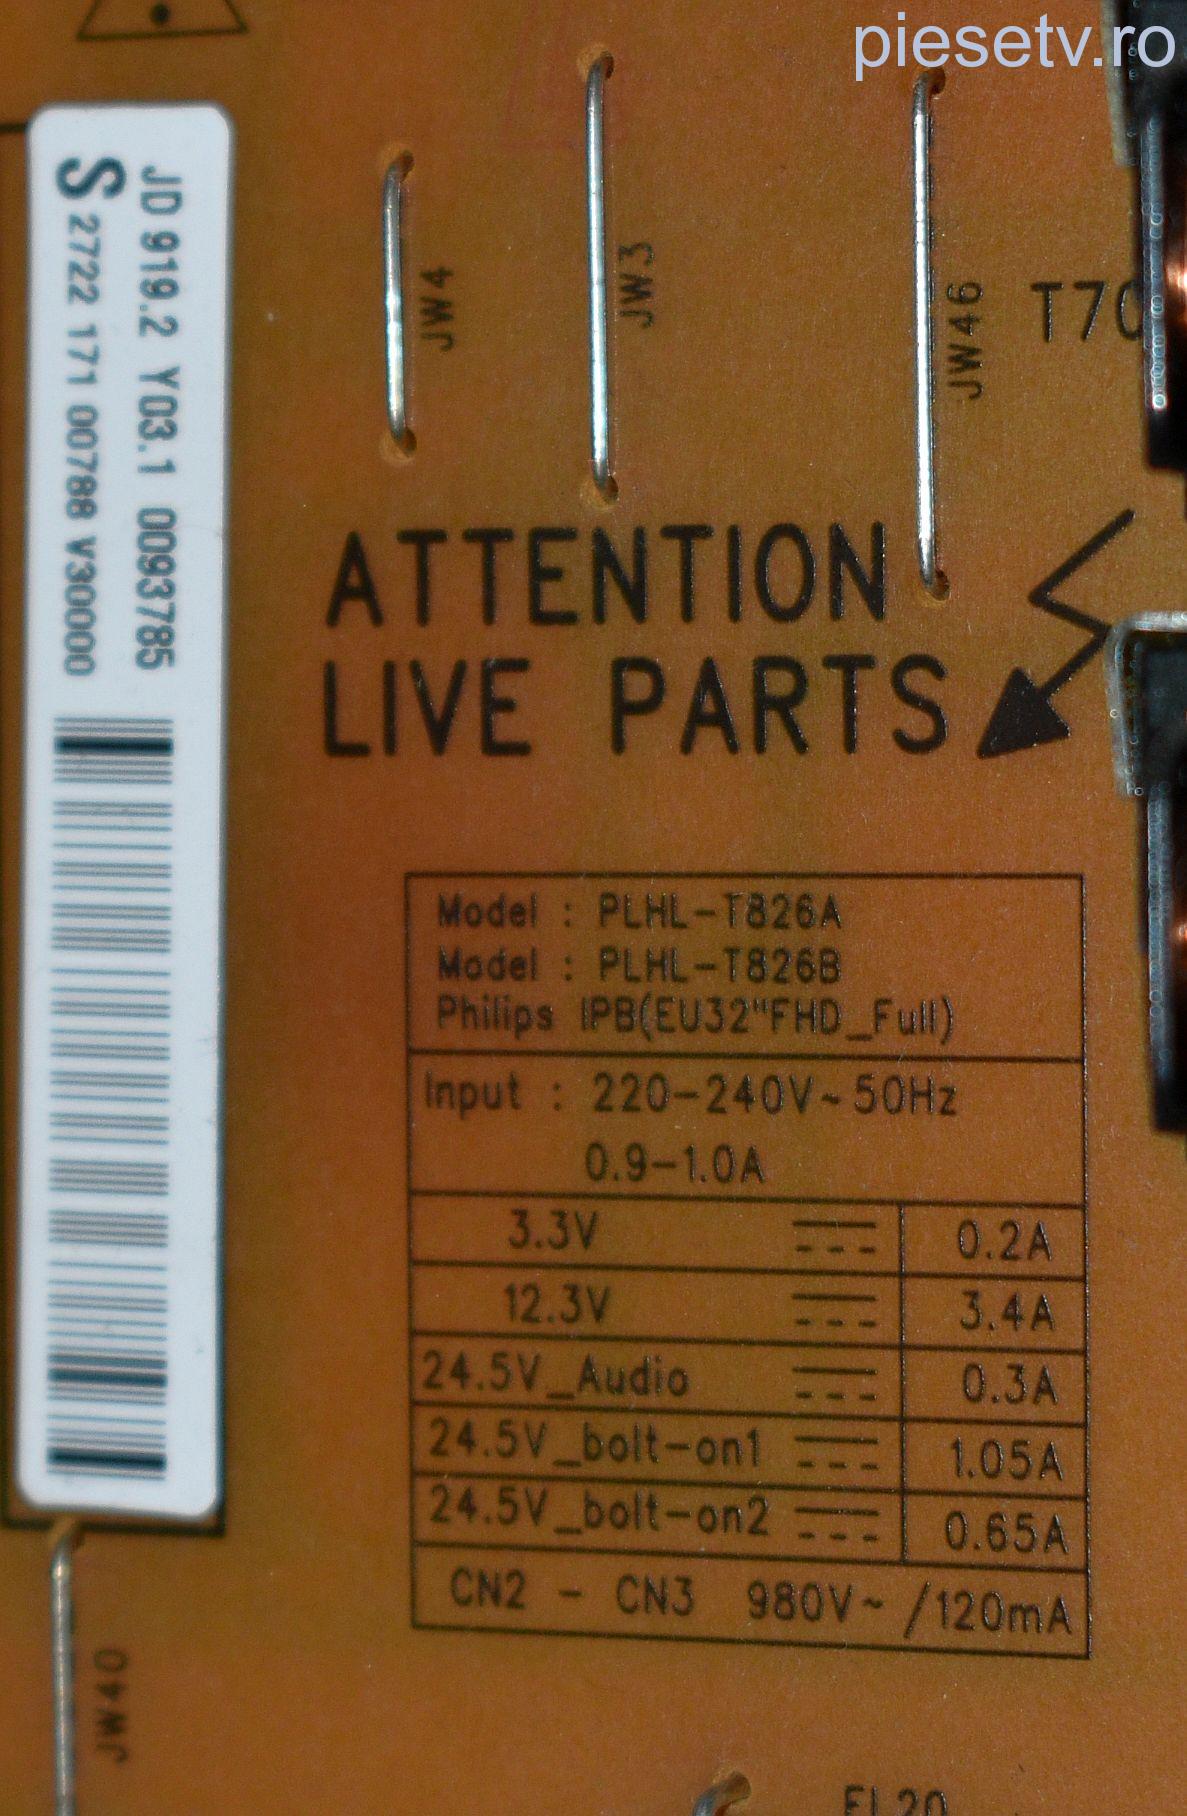 piesetv.ro
JD 919.2 Y03.1 0093785
S 2722 171 00788 V30000
JW4
JW3
JW46
ATTENTION
LIVE PARTS
Model : PLHL-T826A
Model : PLHL-T826B
Philips IPB(EU32"FHD_Full)
Input : 220-240V~50Hz
0.9-1.0A
3.3V 0.2A
12.3V 3.4A
24.5V_Audio 0.3A
24.5V_bolt-on1 1.05A
24.5V_bolt-on2 0.65A
CN2 - CN3 980V~ /120mA
JW40